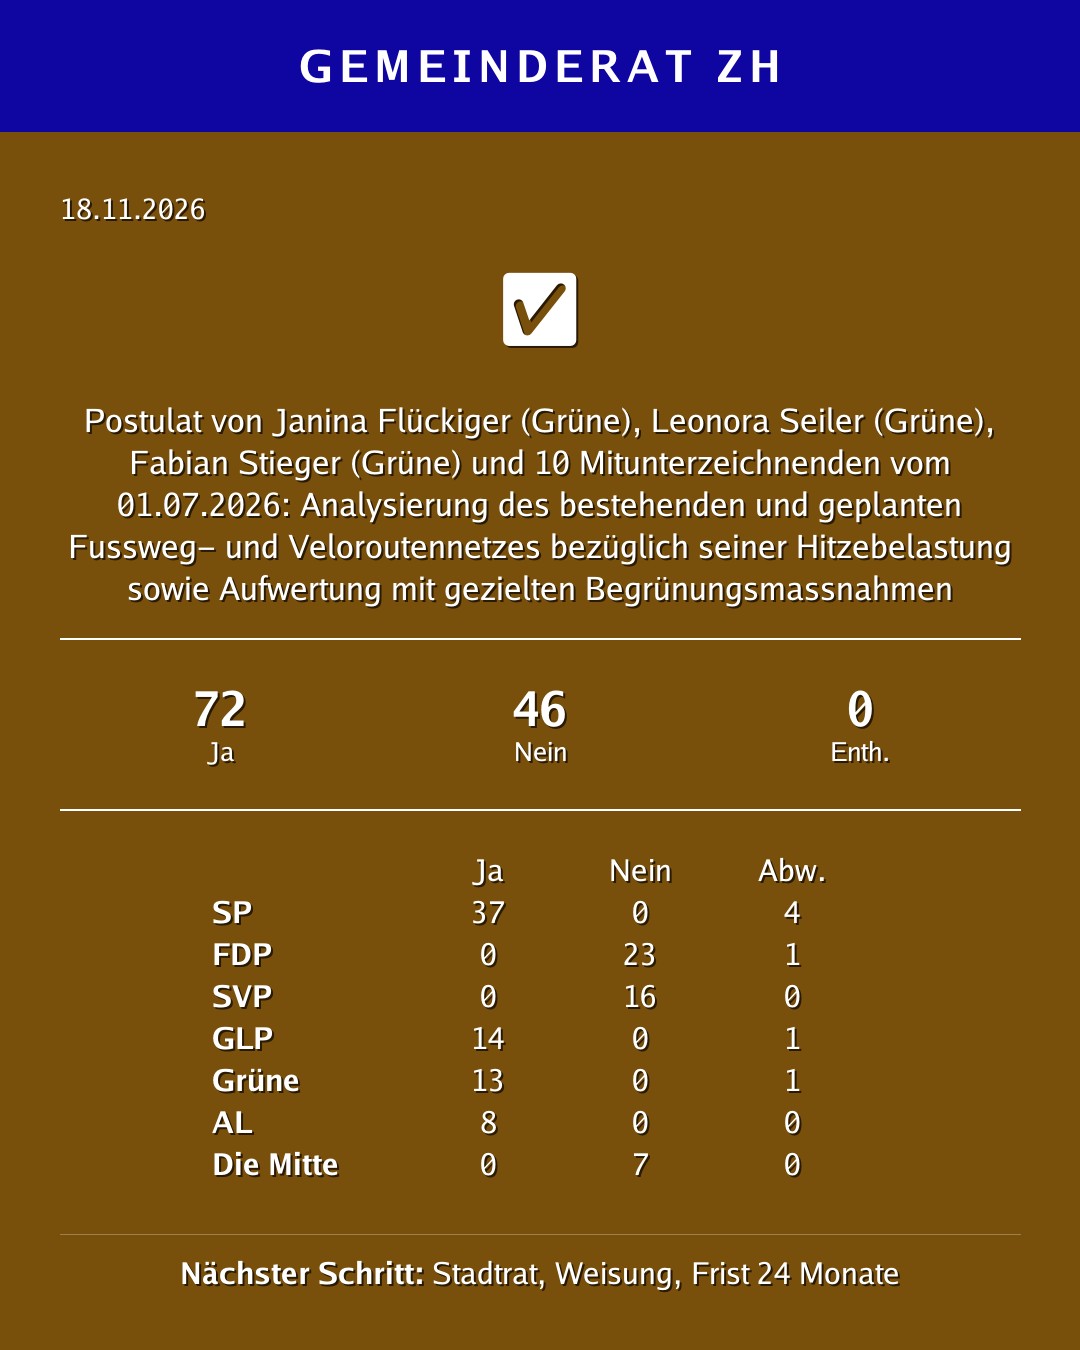 GEMEINDERAT ZH
18.11.2026
Postulat von Janina Flückiger (Grüne), Leonora Seiler (Grüne),
Fabian Stieger (Grüne) und 10 Mitunterzeichnenden vom
01.07.2026: Analysierung des bestehenden und geplanten
Fussweg– und Veloroutennetzes bezüglich seiner Hitzebelastung
sowie Aufwertung mit gezielten Begrünungsmassnahmen
72 46 0
Ja Nein Enth.
Ja Nein Abw.
SP 37 0 4
FDP 0 23 1
SVP 0 16 0
GLP 14 0 1
Grüne 13 0 1
AL 8 0 0
Die Mitte 0 7 0
Nächster Schritt: Stadtrat, Weisung, Frist 24 Monate